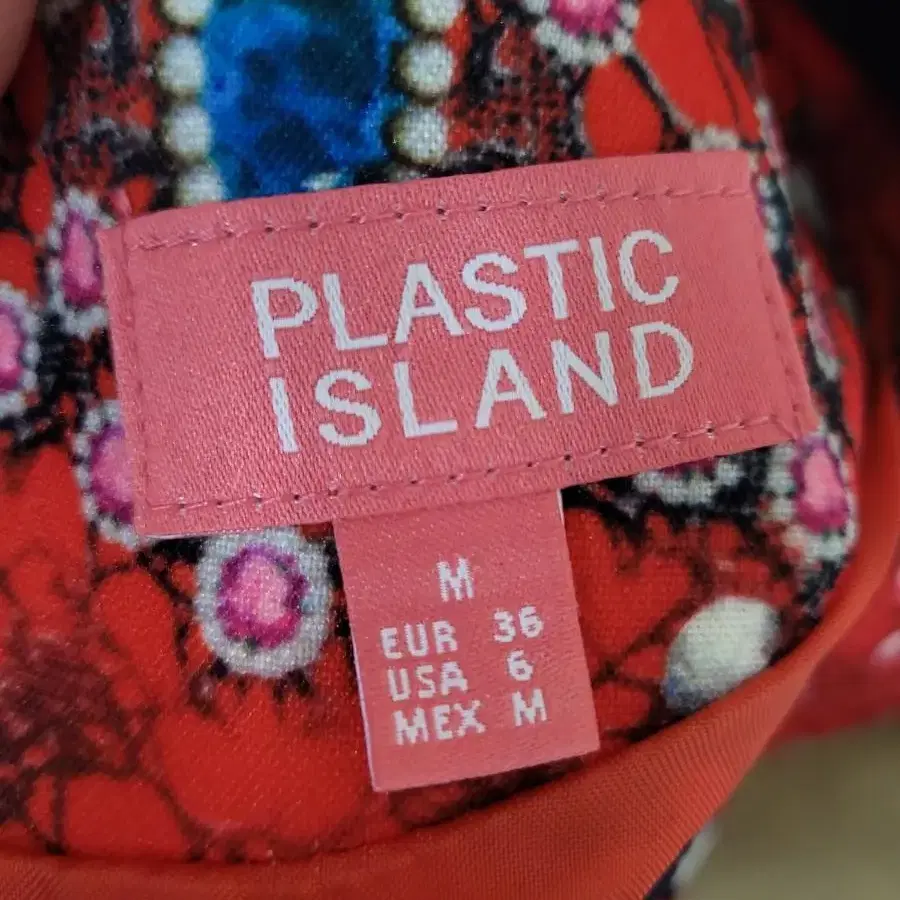 PLASTIC
ISLAND
M
EUR 36
USA 6
MEX M